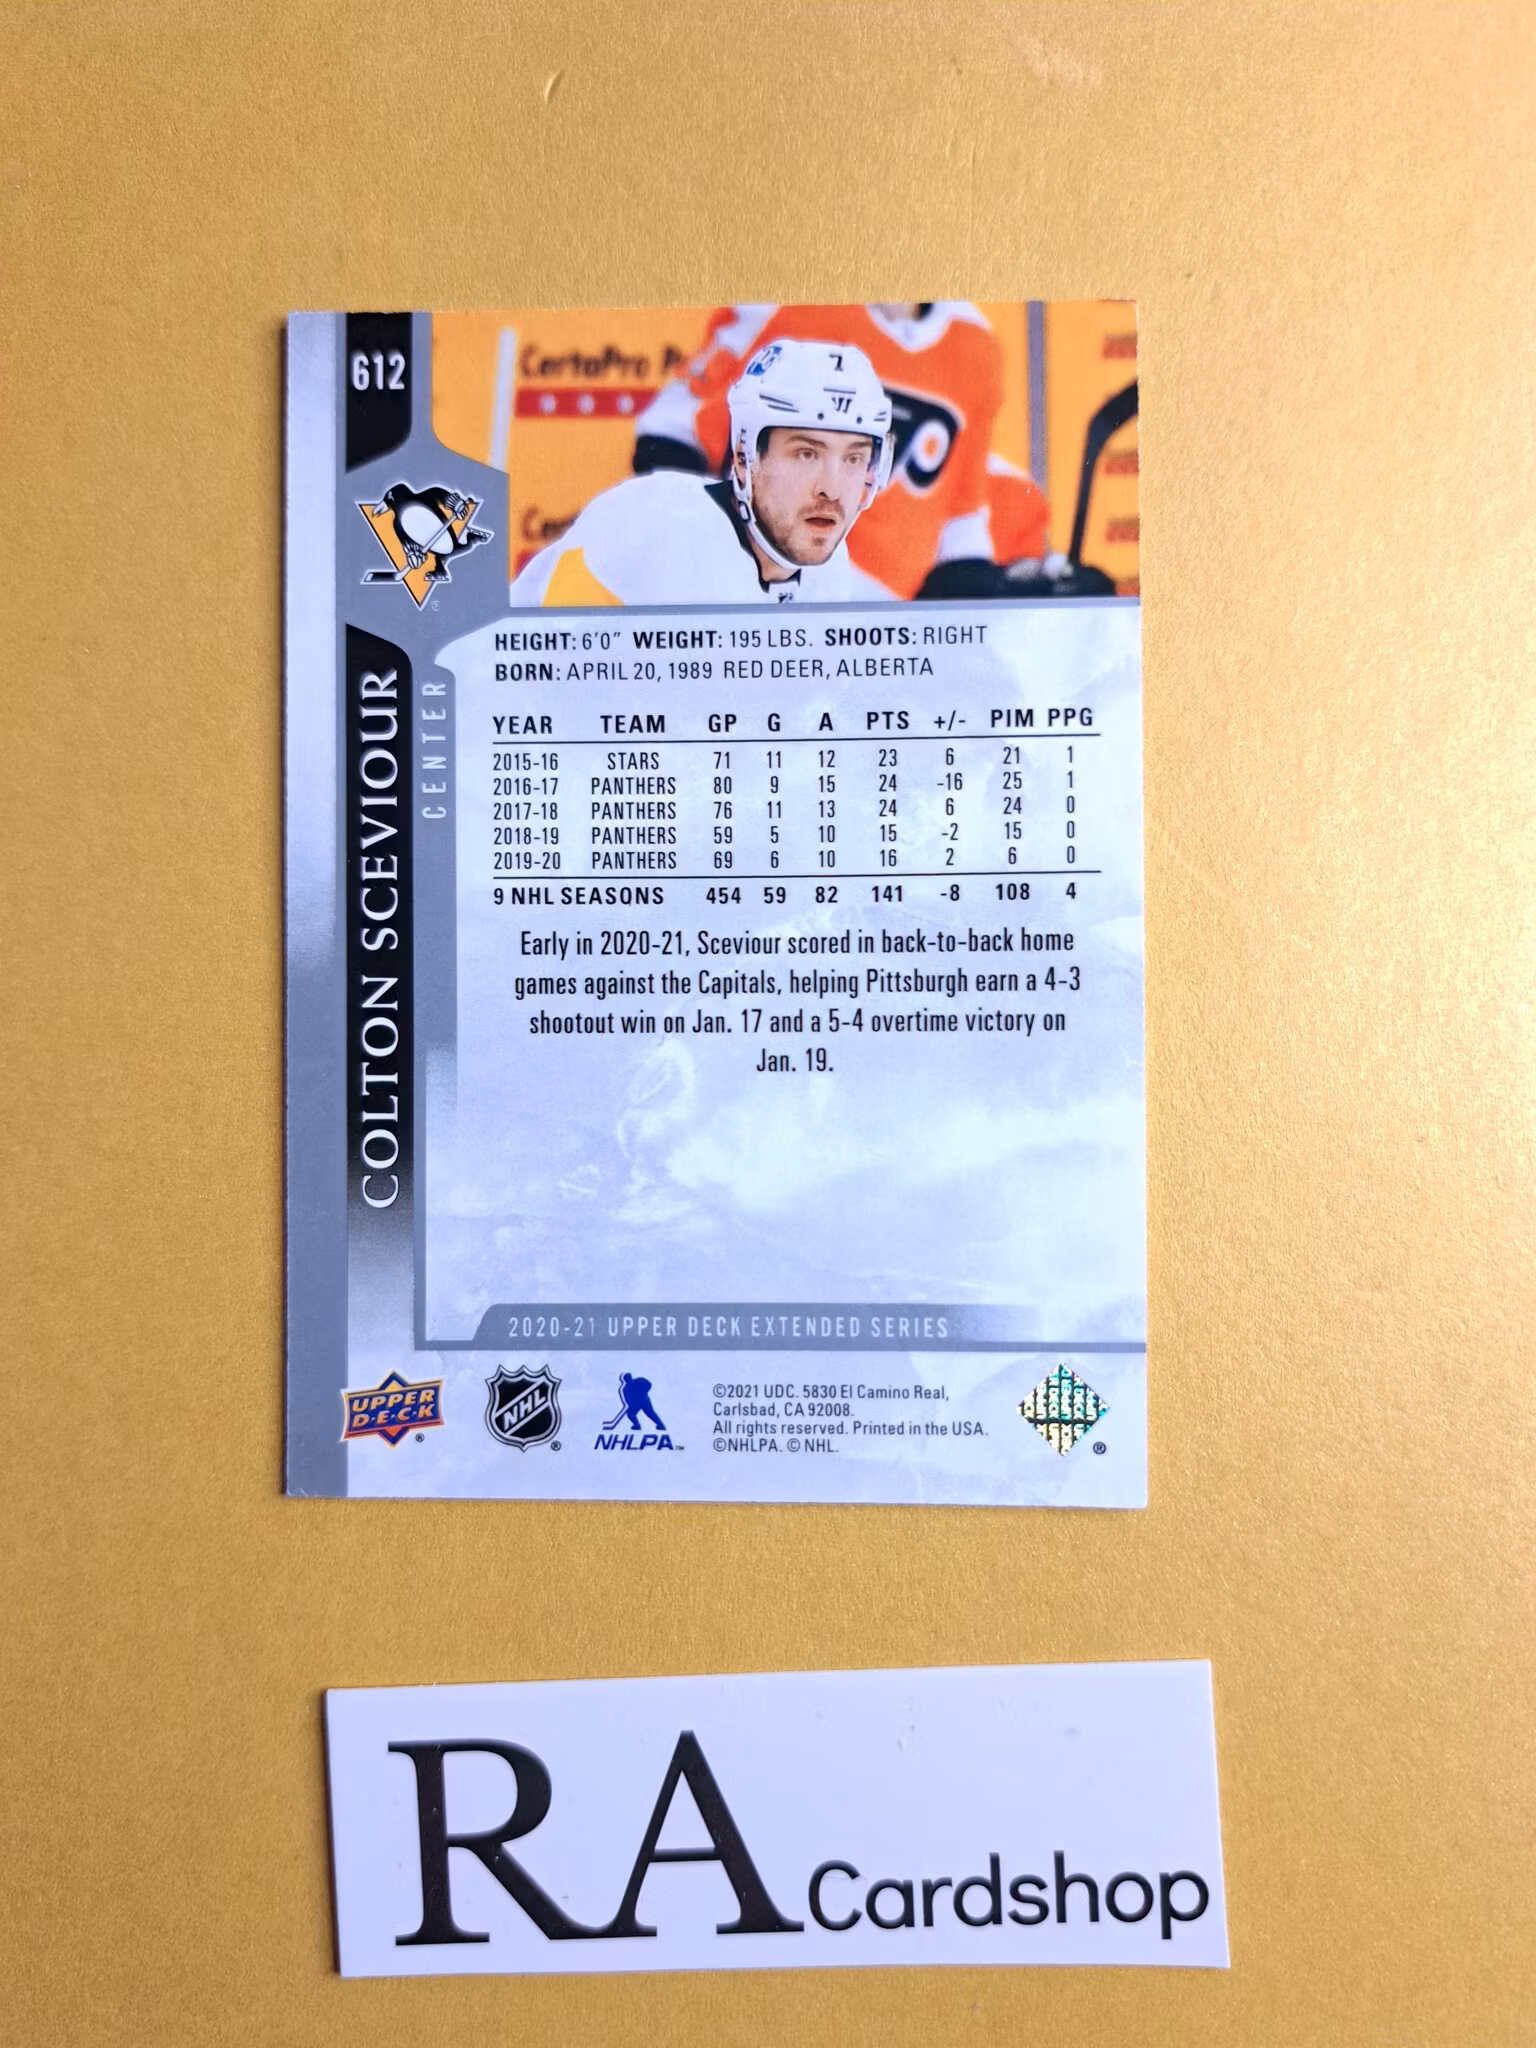 612
CertaPro P
Cer
7
HEIGHT: 6'0" WEIGHT: 195 LBS. SHOOTS: RIGHT
BORN: APRIL 20, 1989 RED DEER, ALBERTA
COLTON SCEVIOUR
CENTER
YEAR TEAM GP G A PTS +/- PIM PPG
2015-16 STARS 71 11 12 23 6 21 1
2016-17 PANTHERS 80 9 15 24 -16 25 1
2017-18 PANTHERS 76 11 13 24 6 24 0
2018-19 PANTHERS 59 5 10 15 -2 15 0
2019-20 PANTHERS 69 6 10 16 2 6 0
9 NHL SEASONS 454 59 82 141 -8 108 4
Early in 2020-21, Sceviour scored in back-to-back home
games against the Capitals, helping Pittsburgh earn a 4-3
shootout win on Jan. 17 and a 5-4 overtime victory on
Jan. 19.
2020-21 UPPER DECK EXTENDED SERIES
UPPER
D·E·C·K ®
NHL ®
NHLPA™
©2021 UDC. 5830 El Camino Real,
Carlsbad, CA 92008.
All rights reserved. Printed in the USA.
©NHLPA. © NHL.
®
RA Cardshop